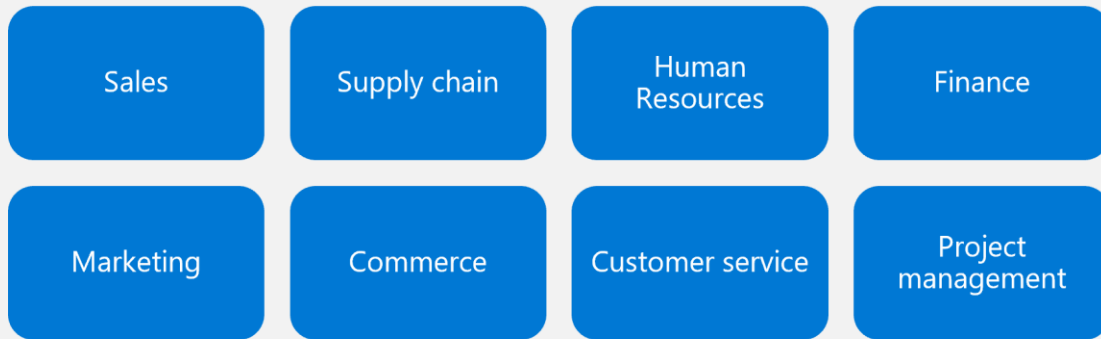 Sales
Supply chain
Human
Resources
Finance
Marketing
Commerce
Customer service
Project
management